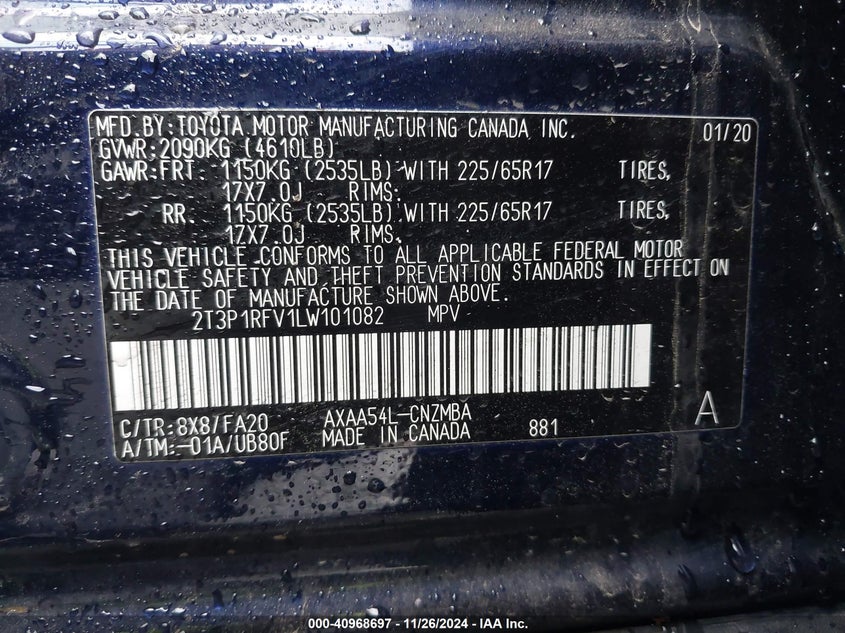 MFD.BY:TOYOTA MOTOR MANUFACTURING CANADA INC. 01/20
GVWR:2090KG (4610LB)
GAWR:FRT. 1150KG (2535LB) WITH 225/65R17 TIRES,
17X7.0J RIMS.
RR. 1150KG (2535LB) WITH 225/65R17 TIRES,
17X7.0J RIMS.
THIS VEHICLE CONFORMS TO ALL APPLICABLE FEDERAL MOTOR
VEHICLE SAFETY AND THEFT PREVENTION STANDARDS IN EFFECT ON
THE DATE OF MANUFACTURE SHOWN ABOVE.
2T3P1RFV1LW101082 MPV
C/TR:8X8/FA20 AXAA54L-CNZMBA
A/TM:-01A/UB80F MADE IN CANADA 881 A
000-40968697 - 11/26/2024 - IAA Inc.